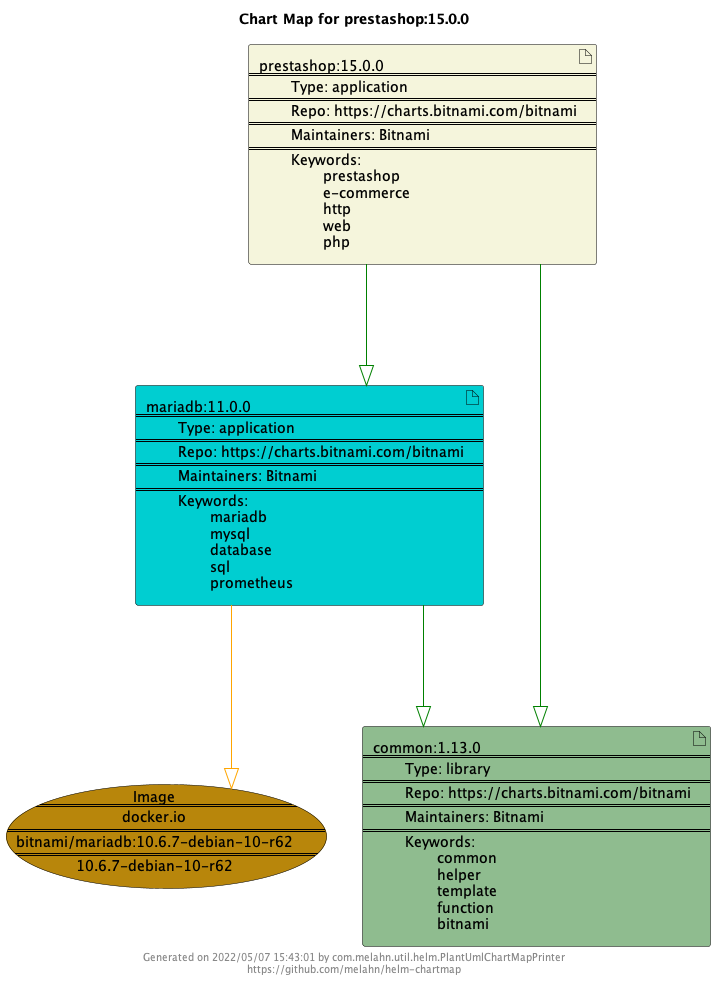 Chart Map for prestashop:15.0.0
prestashop:15.0.0
Type: application
Repo: https://charts.bitnami.com/bitnami
Maintainers: Bitnami
Keywords:
prestashop
e-commerce
http
web
php
mariadb:11.0.0
Type: application
Repo: https://charts.bitnami.com/bitnami
Maintainers: Bitnami
Keywords:
mariadb
mysql
database
sql
prometheus
common:1.13.0
Type: library
Repo: https://charts.bitnami.com/bitnami
Maintainers: Bitnami
Keywords:
common
helper
template
function
bitnami
Image
docker.io
bitnami/mariadb:10.6.7-debian-10-r62
10.6.7-debian-10-r62
Generated on 2022/05/07 15:43:01 by com.melahn.util.helm.PlantUmlChartMapPrinter
https://github.com/melahn/helm-chartmap